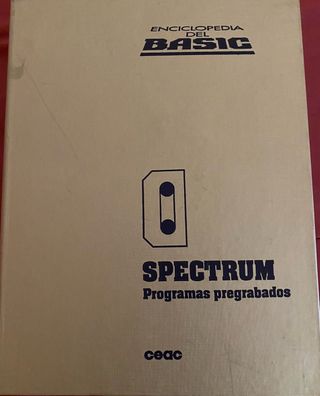 ENCICLOPEDIA
DEL
BASIC
SPECTRUM
Programas pregrabados
ceac